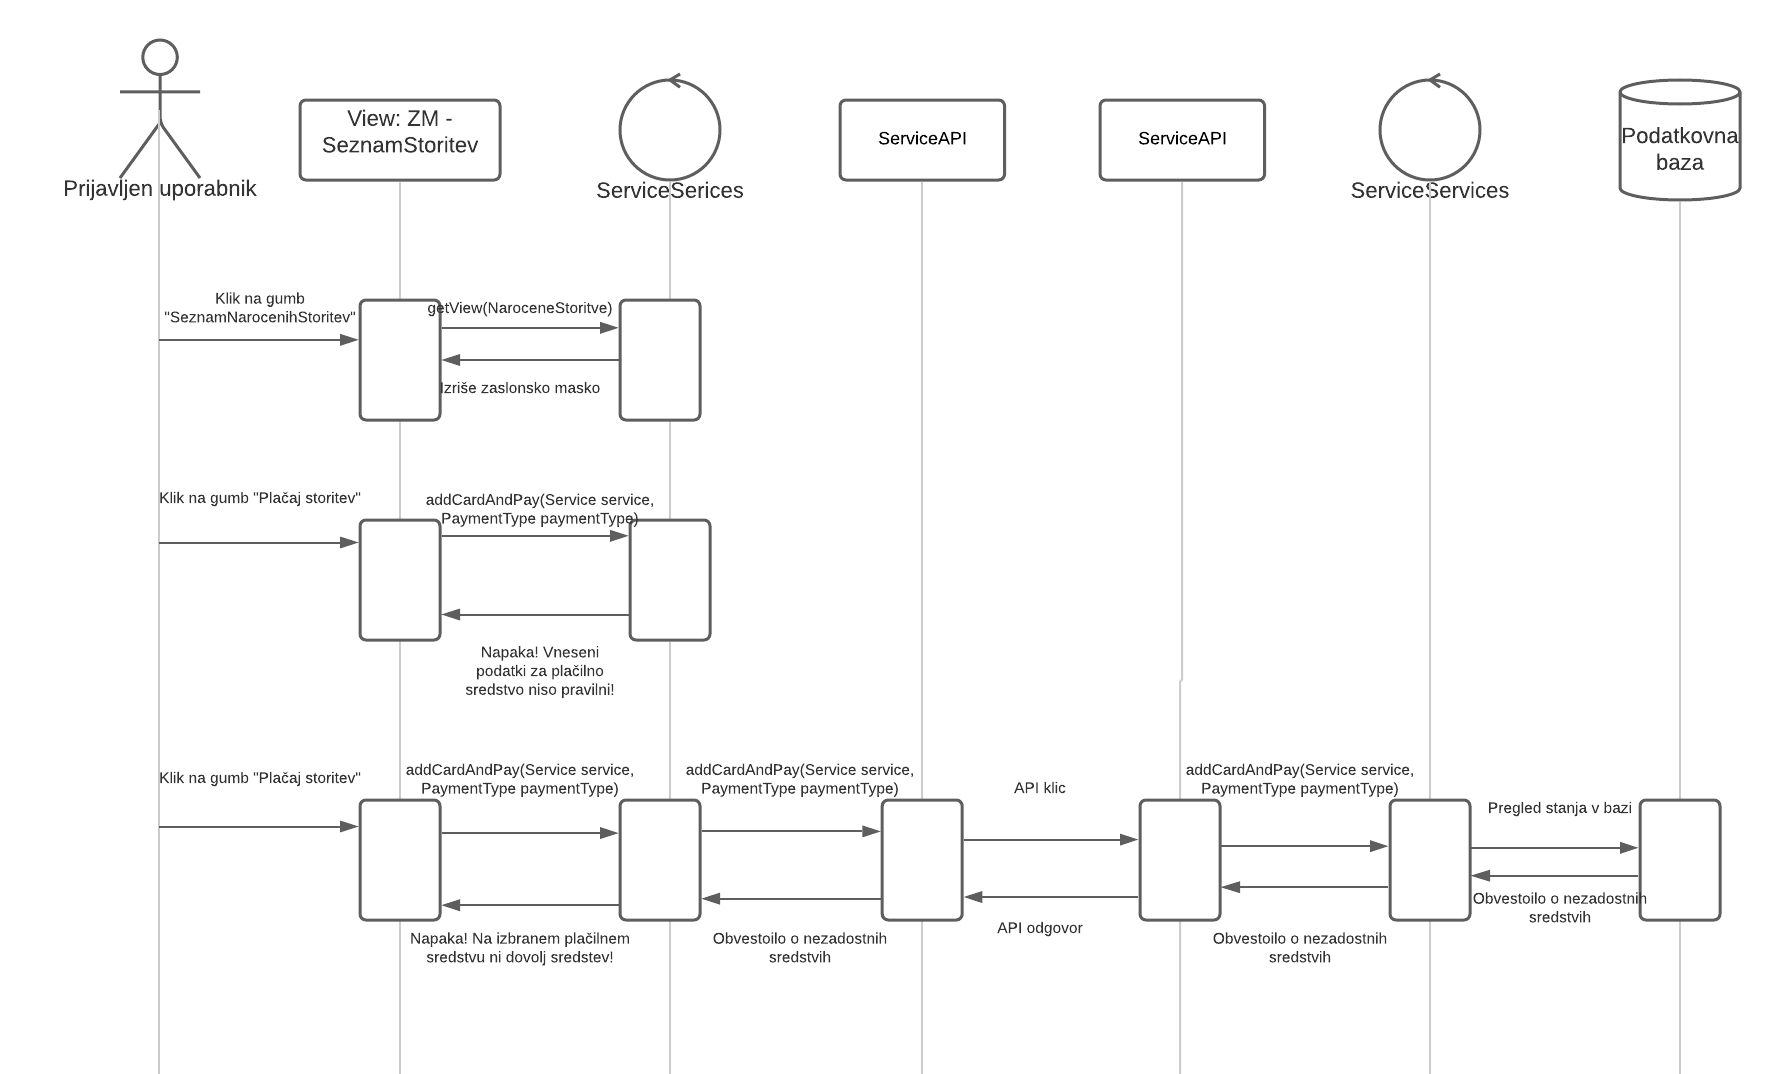 Prijavljen uporabnik
View: ZM -
SeznamStoritev
ServiceSerices
ServiceAPI
ServiceAPI
ServiceServices
Podatkovna
baza
Klik na gumb
"SeznamNarocenihStoritev"
getView(NaroceneStoritve)
Izriše zaslonsko masko
Klik na gumb "Plačaj storitev"
addCardAndPay(Service service,
PaymentType paymentType)
Napaka! Vneseni
podatki za plačilno
sredstvo niso pravilni!
Klik na gumb "Plačaj storitev"
addCardAndPay(Service service,
PaymentType paymentType)
addCardAndPay(Service service,
PaymentType paymentType)
API klic
addCardAndPay(Service service,
PaymentType paymentType)
Pregled stanja v bazi
Napaka! Na izbranem plačilnem
sredstvu ni dovolj sredstev!
Obvestoilo o nezadostnih
sredstvih
API odgovor
Obvestoilo o nezadostnih
sredstvih
Obvestoilo o nezadostnih
sredstvih